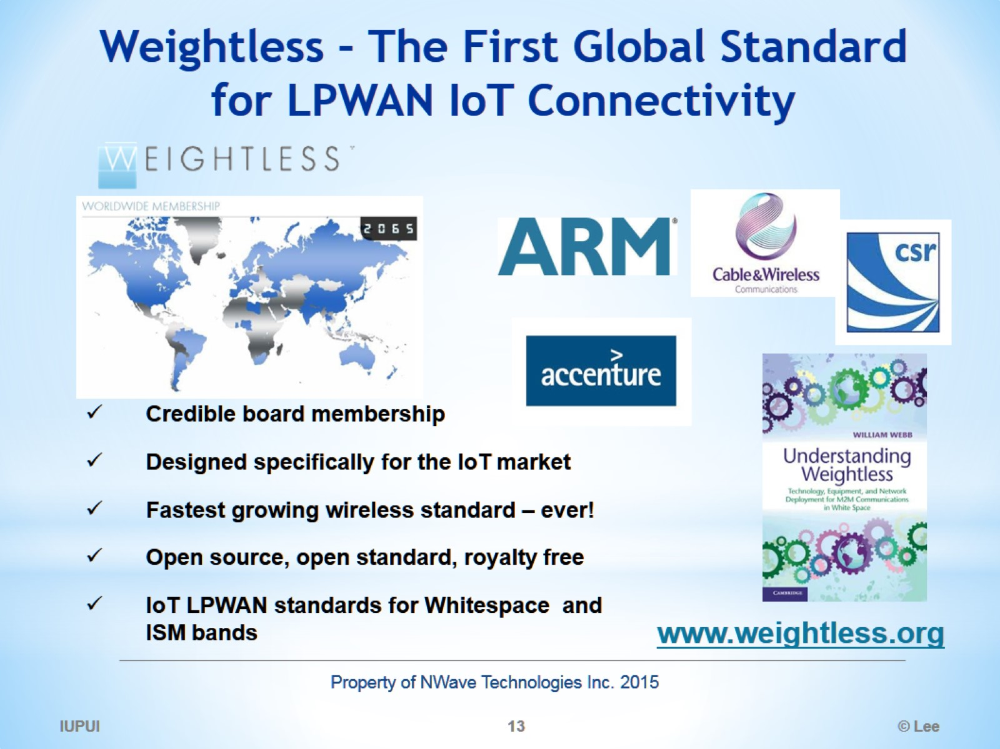 Weightless – The First Global Standard
for LPWAN IoT Connectivity
WEIGHTLESS™
WORLDWIDE MEMBERSHIP
2065
ARM®
Cable&Wireless
Communications
csr
>
accenture
✓ Credible board membership
✓ Designed specifically for the IoT market
✓ Fastest growing wireless standard – ever!
✓ Open source, open standard, royalty free
✓ IoT LPWAN standards for Whitespace and
ISM bands
WILLIAM WEBB
Understanding
Weightless
Technology, Equipment, and Network
Deployment for M2M Communications
in White Space
CAMBRIDGE
www.weightless.org
Property of NWave Technologies Inc. 2015
IUPUI
13
© Lee